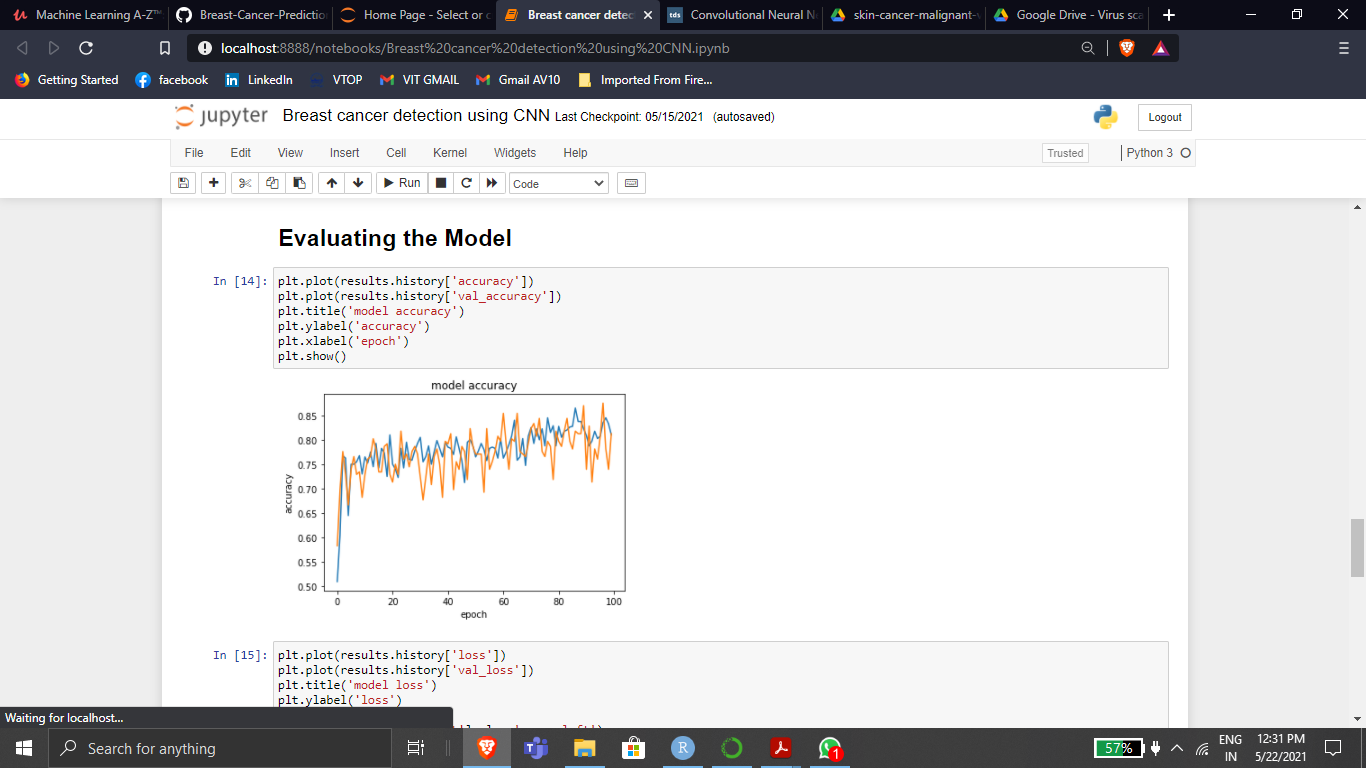 Machine Learning A-Z™
Breast-Cancer-Prediction
Home Page - Select or c
Breast cancer detec
tds Convolutional Neural N
skin-cancer-malignant-v
Google Drive - Virus sca
localhost:8888/notebooks/Breast%20cancer%20detection%20using%20CNN.ipynb
Getting Started facebook LinkedIn VTOP VIT GMAIL Gmail AV10 Imported From Fire...
jupyter Breast cancer detection using CNN Last Checkpoint: 05/15/2021 (autosaved) Logout
File Edit View Insert Cell Kernel Widgets Help Trusted Python 3
Run Code
Evaluating the Model
In [14]: plt.plot(results.history['accuracy'])
plt.plot(results.history['val_accuracy'])
plt.title('model accuracy')
plt.ylabel('accuracy')
plt.xlabel('epoch')
plt.show()
model accuracy
0.85
0.80
0.75
0.70
0.65
0.60
0.55
0.50
accuracy
0 20 40 60 80 100
epoch
In [15]: plt.plot(results.history['loss'])
plt.plot(results.history['val_loss'])
plt.title('model loss')
plt.ylabel('loss')
Waiting for localhost...
Search for anything
1
57%
ENG
IN
12:31 PM
5/22/2021